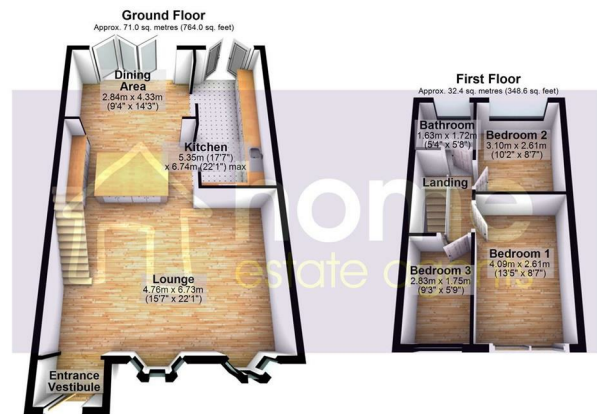 Ground Floor
Approx. 71.0 sq. metres (764.0 sq. feet)
Dining
Area
2.84m x 4.33m
(9'4" x 14'3")
Kitchen
5.35m (17'7")
x 6.74m (22'1") max
Lounge
4.76m x 6.73m
(15'7" x 22'1")
Entrance
Vestibule
First Floor
Approx. 32.4 sq. metres (348.6 sq. feet)
Bathroom
1.63m x 1.72m
(5'4" x 5'8")
Bedroom 2
3.10m x 2.61m
(10'2" x 8'7")
Landing
Bedroom 1
4.09m x 2.61m
(13'5" x 8'7")
Bedroom 3
2.83m x 1.75m
(9'3" x 5'9")
home
estate agents